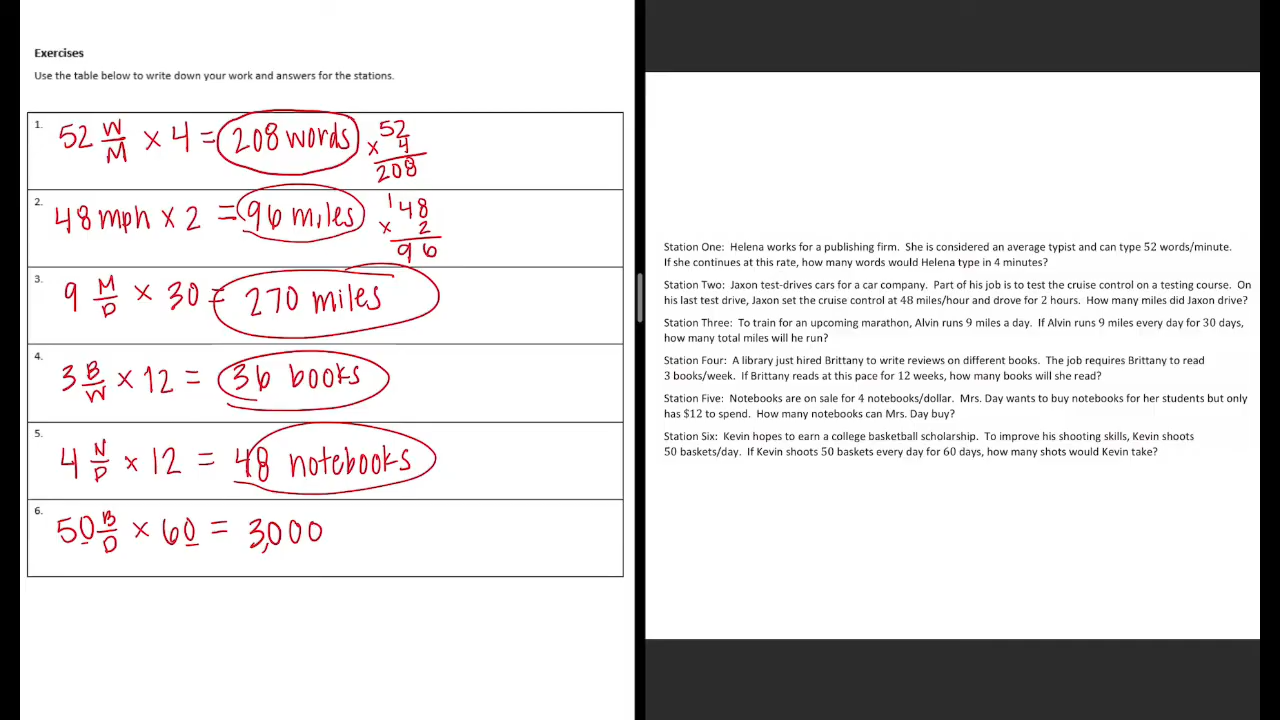 Exercises
Use the table below to write down your work and answers for the stations.
1.
52 W/M × 4 = 208 words
52
× 4
208
2.
48 mph × 2 = 96 miles
1
48
× 2
96
3.
9 M/D × 30 = 270 miles
4.
3 B/W × 12 = 36 books
5.
4 N/D × 12 = 48 notebooks
6.
50 B/D × 60 = 3,000
Station One: Helena works for a publishing firm. She is considered an average typist and can type 52 words/minute.
If she continues at this rate, how many words would Helena type in 4 minutes?
Station Two: Jaxon test-drives cars for a car company. Part of his job is to test the cruise control on a testing course. On
his last test drive, Jaxon set the cruise control at 48 miles/hour and drove for 2 hours. How many miles did Jaxon drive?
Station Three: To train for an upcoming marathon, Alvin runs 9 miles a day. If Alvin runs 9 miles every day for 30 days,
how many total miles will he run?
Station Four: A library just hired Brittany to write reviews on different books. The job requires Brittany to read
3 books/week. If Brittany reads at this pace for 12 weeks, how many books will she read?
Station Five: Notebooks are on sale for 4 notebooks/dollar. Mrs. Day wants to buy notebooks for her students but only
has $12 to spend. How many notebooks can Mrs. Day buy?
Station Six: Kevin hopes to earn a college basketball scholarship. To improve his shooting skills, Kevin shoots
50 baskets/day. If Kevin shoots 50 baskets every day for 60 days, how many shots would Kevin take?